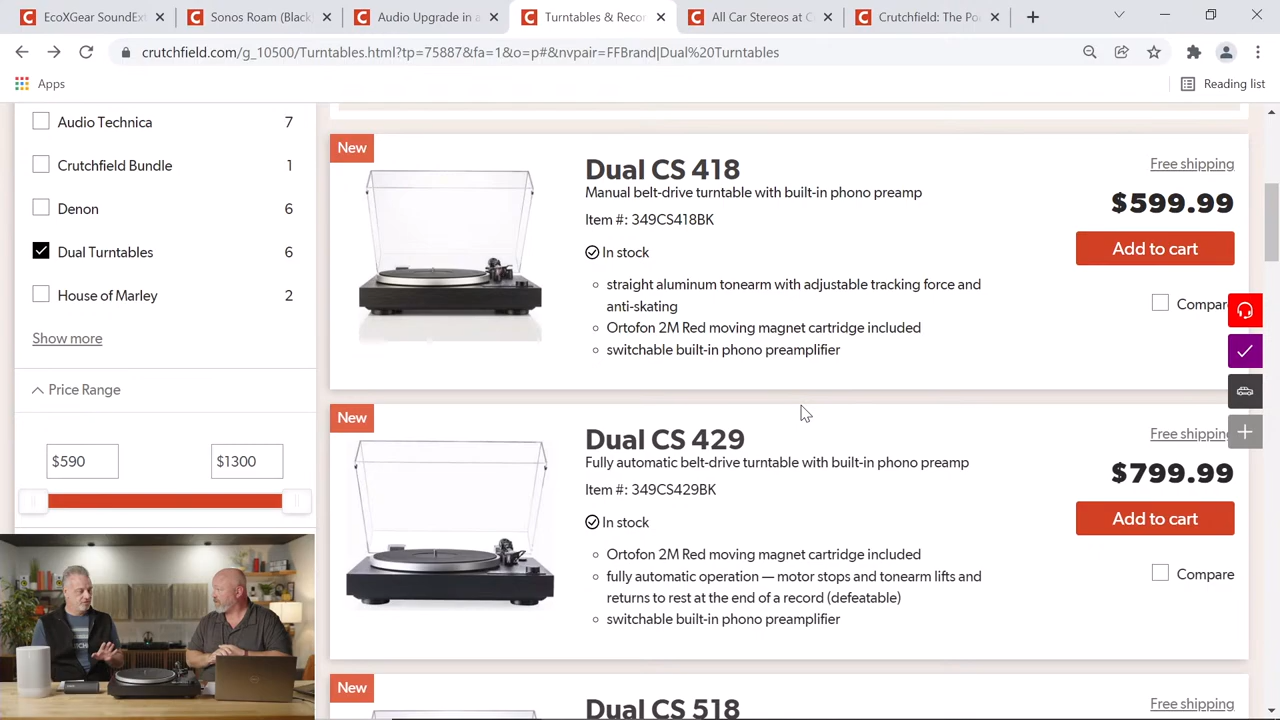 EcoXGear SoundExt
Sonos Roam (Black)
Audio Upgrade in a
Turntables & Recor
All Car Stereos at C
Crutchfield: The Po
crutchfield.com/g_10500/Turntables.html?tp=75887&fa=1&o=p#&nvpair=FFBrand|Dual%20Turntables
Apps
Reading list
Audio Technica 7
Crutchfield Bundle 1
Denon 6
Dual Turntables 6
House of Marley 2
Show more
Price Range
$590 $1300
New
Dual CS 418
Manual belt-drive turntable with built-in phono preamp
Item #: 349CS418BK
In stock
straight aluminum tonearm with adjustable tracking force and
anti-skating
Ortofon 2M Red moving magnet cartridge included
switchable built-in phono preamplifier
Free shipping
$599.99
Add to cart
Compar
New
Dual CS 429
Fully automatic belt-drive turntable with built-in phono preamp
Item #: 349CS429BK
In stock
Ortofon 2M Red moving magnet cartridge included
fully automatic operation — motor stops and tonearm lifts and
returns to rest at the end of a record (defeatable)
switchable built-in phono preamplifier
Free shipping
$799.99
Add to cart
Compare
New
Dual CS 518
Free shipping